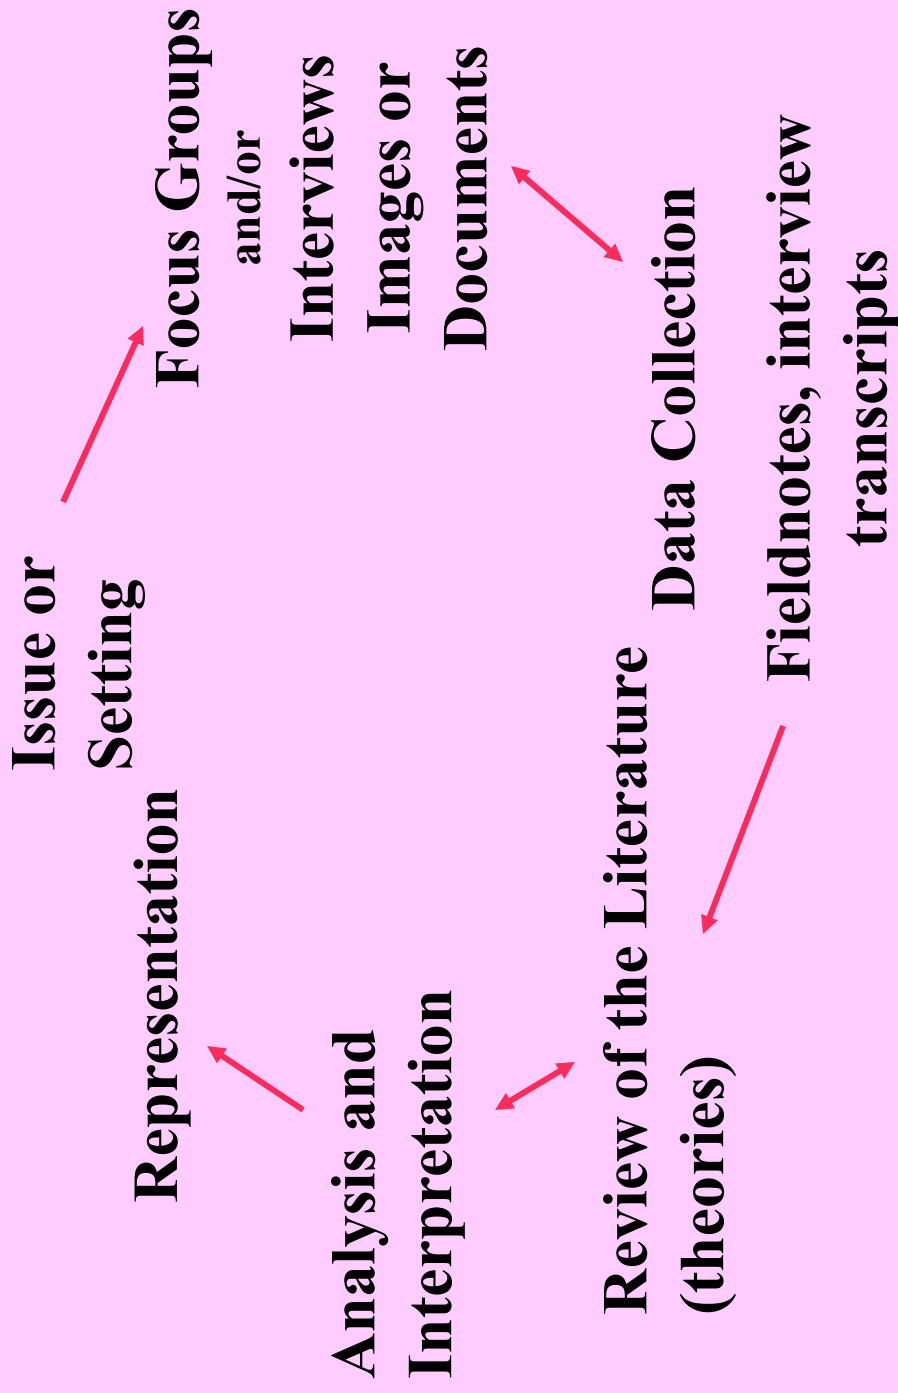 Issue or
Setting
Focus Groups
and/or
Interviews
Images or
Documents
Data Collection
Fieldnotes, interview
transcripts
Review of the Literature
(theories)
Analysis and
Interpretation
Representation